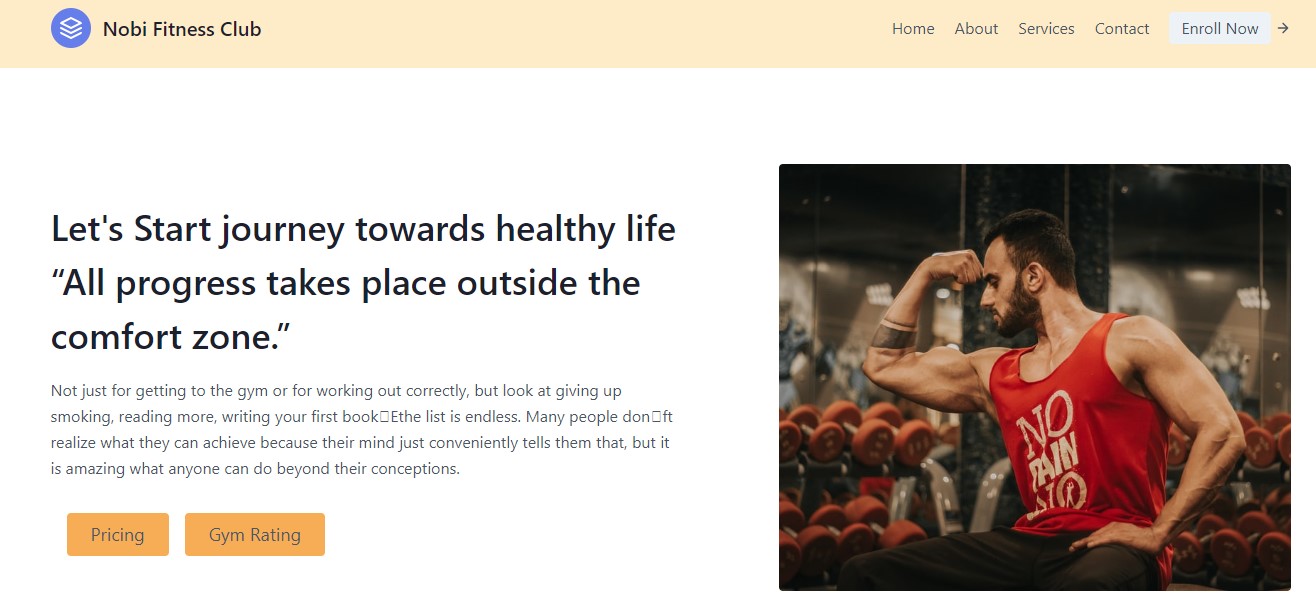 Nobi Fitness Club
Home About Services Contact Enroll Now →
Let's Start journey towards healthy life
“All progress takes place outside the
comfort zone.”
Not just for getting to the gym or for working out correctly, but look at giving up
smoking, reading more, writing your first book□Ethe list is endless. Many people don□ft
realize what they can achieve because their mind just conveniently tells them that, but it
is amazing what anyone can do beyond their conceptions.
Pricing Gym Rating
NO
PAIN